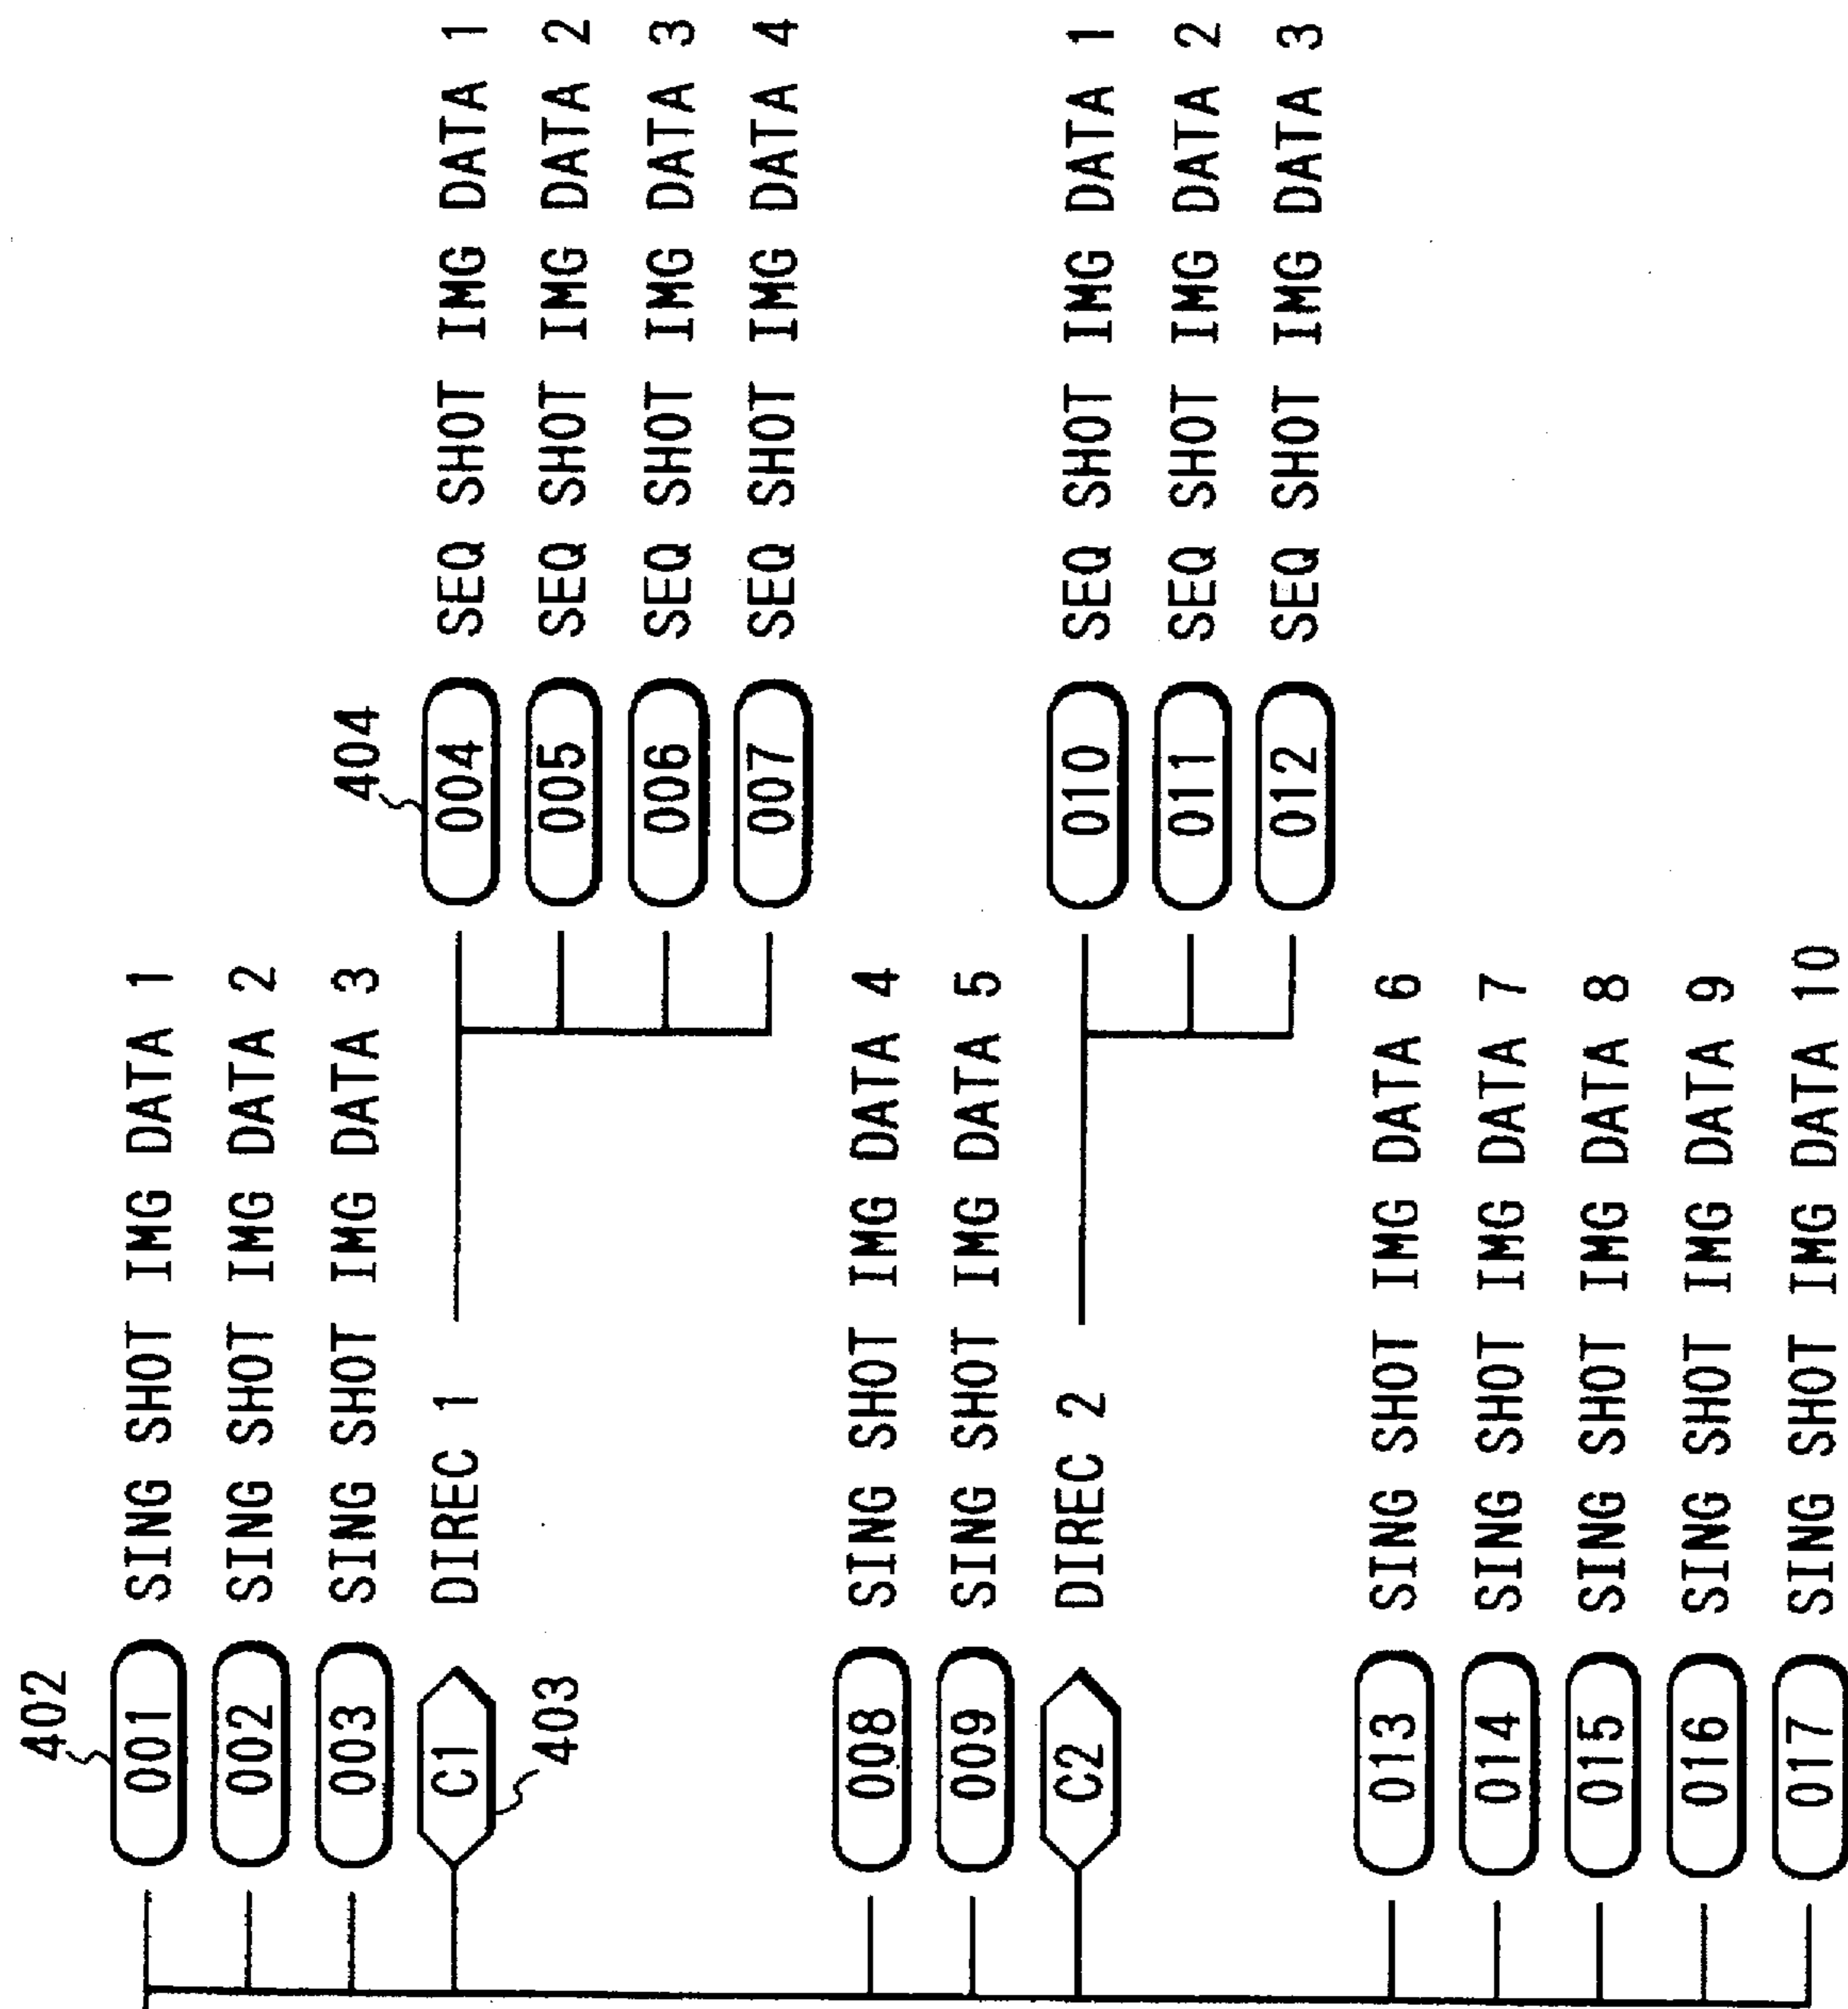 402
001 SING SHOT IMG DATA 1
002 SING SHOT IMG DATA 2
003 SING SHOT IMG DATA 3
C1 DIREC 1
403
404
004 SEQ SHOT IMG DATA 1
005 SEQ SHOT IMG DATA 2
006 SEQ SHOT IMG DATA 3
007 SEQ SHOT IMG DATA 4
008 SING SHOT IMG DATA 4
009 SING SHOT IMG DATA 5
C2 DIREC 2
010 SEQ SHOT IMG DATA 1
011 SEQ SHOT IMG DATA 2
012 SEQ SHOT IMG DATA 3
013 SING SHOT IMG DATA 6
014 SING SHOT IMG DATA 7
015 SING SHOT IMG DATA 8
016 SING SHOT IMG DATA 9
017 SING SHOT IMG DATA 10